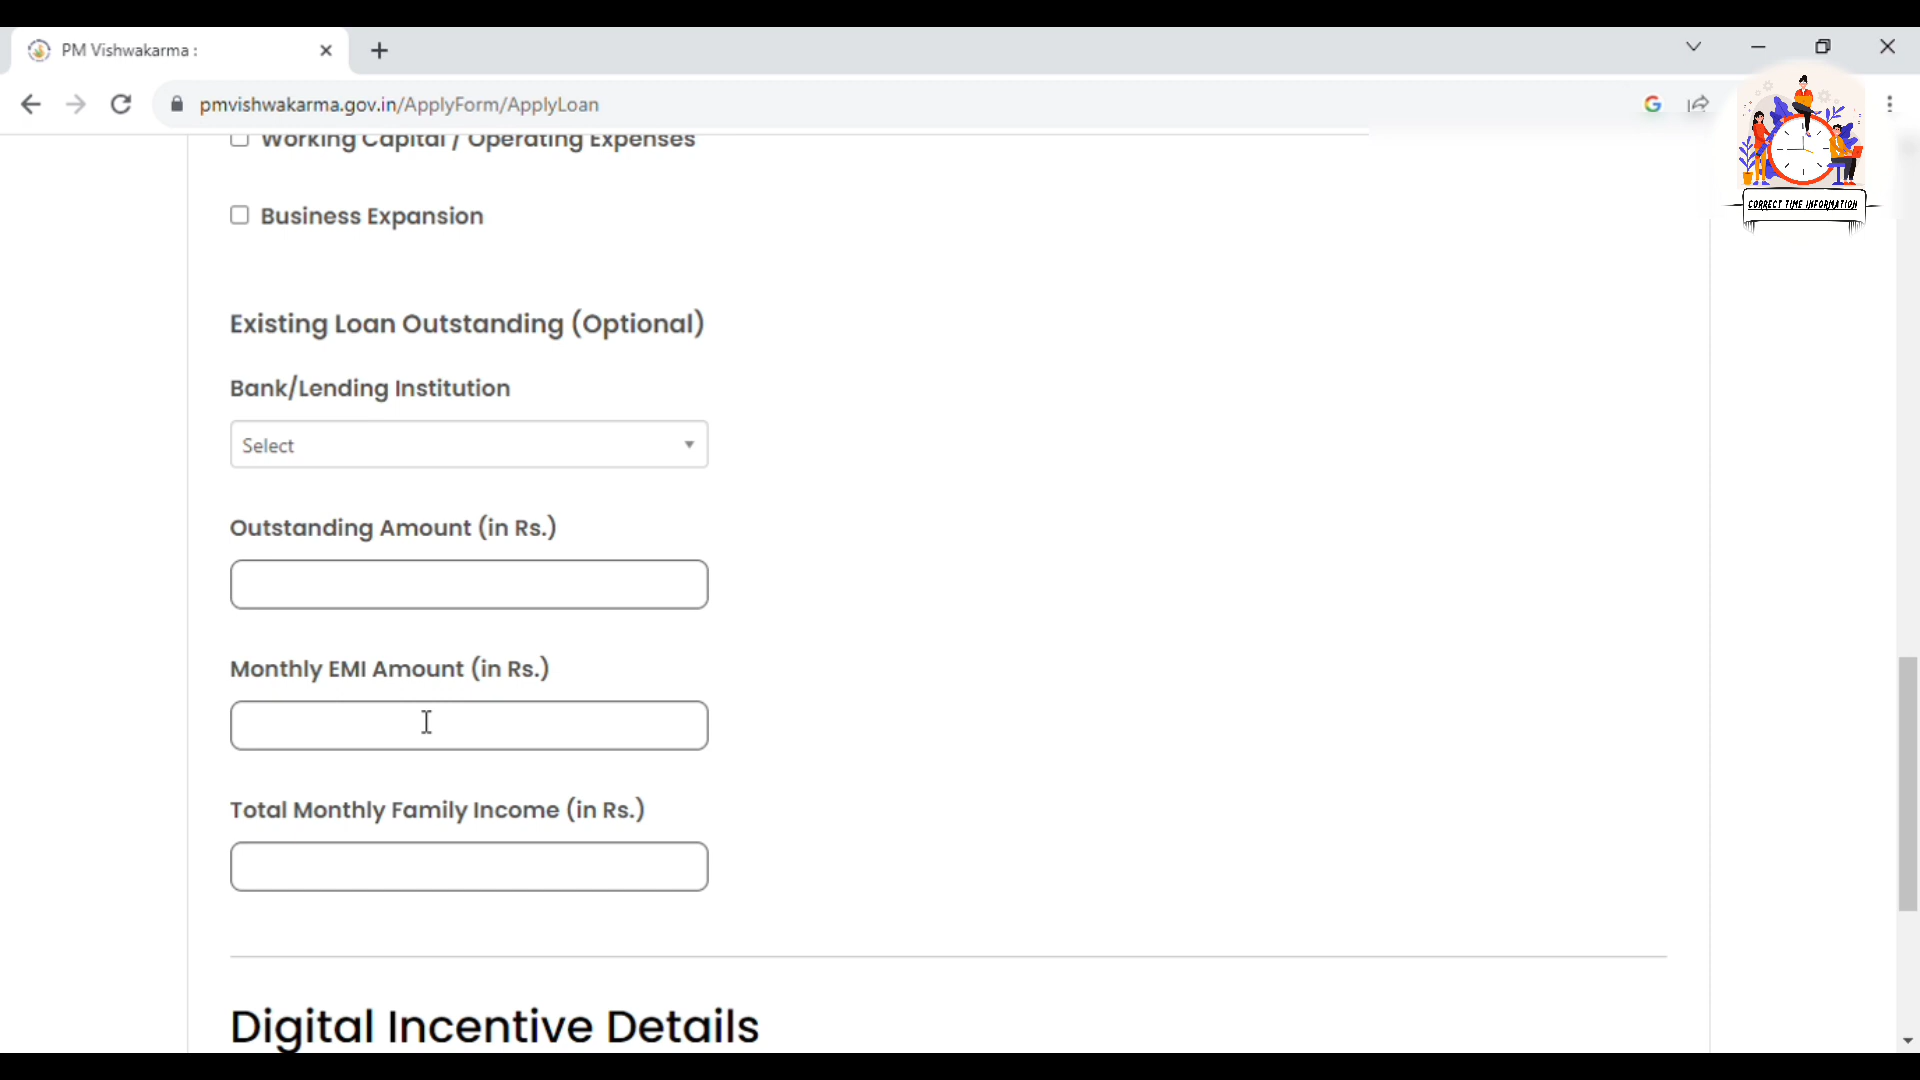 PM Vishwakarma :
pmvishwakarma.gov.in/ApplyForm/ApplyLoan
CORRECT TIME INFORMATION
Working Capital / Operating Expenses
Business Expansion
Existing Loan Outstanding (Optional)
Bank/Lending Institution
Select
Outstanding Amount (in Rs.)
Monthly EMI Amount (in Rs.)
Total Monthly Family Income (in Rs.)
Digital Incentive Details